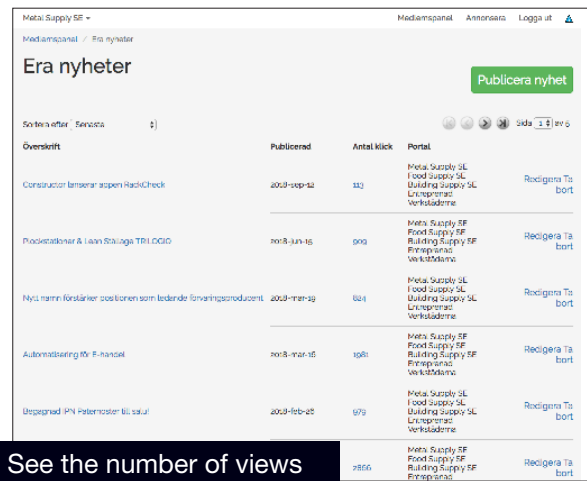 Metal Supply SE
Medlemspanel Annonsera Logga ut
Medlemspanel / Era nyheter
Era nyheter
Publicera nyhet
Sortera efter Senasta
Sida 1 av 5
Överskrift Publicerad Antal klick Portal
Metal Supply SE
Food Supply SE
Constructor lanserar appen RackCheck 2018-sep-12 113 Building Supply SE Redigera Ta bort
Entreprenad
Verkstäderna
Metal Supply SE
Food Supply SE
Plockstationer & Lean Ställage TRILOGIQ 2018-jun-15 909 Building Supply SE Redigera Ta bort
Entreprenad
Verkstäderna
Metal Supply SE
Food Supply SE
Nytt namn förstärker positionen som ledande förvaringsproducent 2018-mar-19 824 Building Supply SE Redigera Ta bort
Entreprenad
Verkstäderna
Metal Supply SE
Food Supply SE
Automatisering för E-handel 2018-mar-16 1981 Building Supply SE Redigera Ta bort
Entreprenad
Verkstäderna
Metal Supply SE
Food Supply SE
Begagnad IPN Paternoster till salu! 2018-feb-26 979 Building Supply SE Redigera Ta bort
Entreprenad
Verkstäderna
Metal Supply SE
Food Supply SE
2866 Building Supply SE Redigera Ta bort
Entreprenad
See the number of views